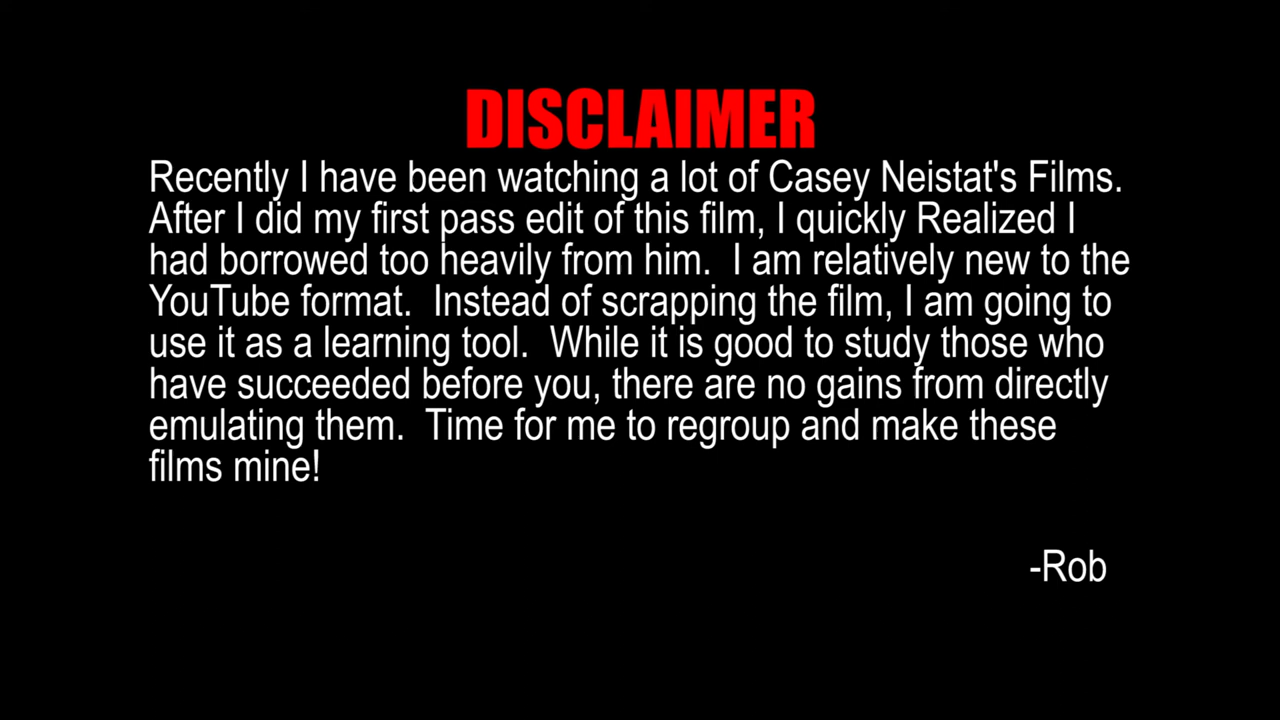 DISCLAIMER
Recently I have been watching a lot of Casey Neistat's Films.
After I did my first pass edit of this film, I quickly Realized I
had borrowed too heavily from him.  I am relatively new to the
YouTube format.  Instead of scrapping the film, I am going to
use it as a learning tool.  While it is good to study those who
have succeeded before you, there are no gains from directly
emulating them.  Time for me to regroup and make these
films mine!
-Rob